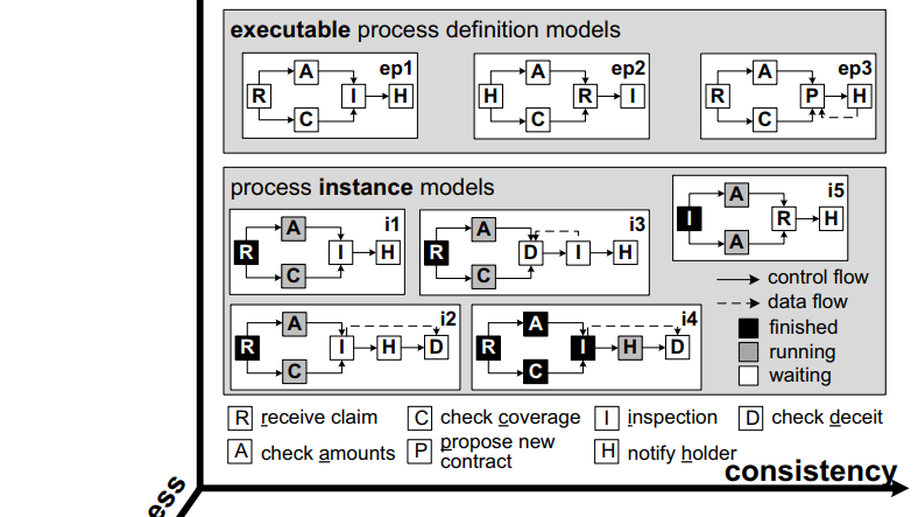 executable process definition models
ep1
A
R I H
C
ep2
A
H R I
C
ep3
A
R P H
C
process instance models
i1
A
R I H
C
i3
A
R D I H
C
i5
A
I R H
A
i2
A
R I H D
C
i4
A
R I H D
C
control flow
data flow
finished
running
waiting
R receive claim C check coverage I inspection D check deceit
A check amounts P propose new contract H notify holder
consistency
ess